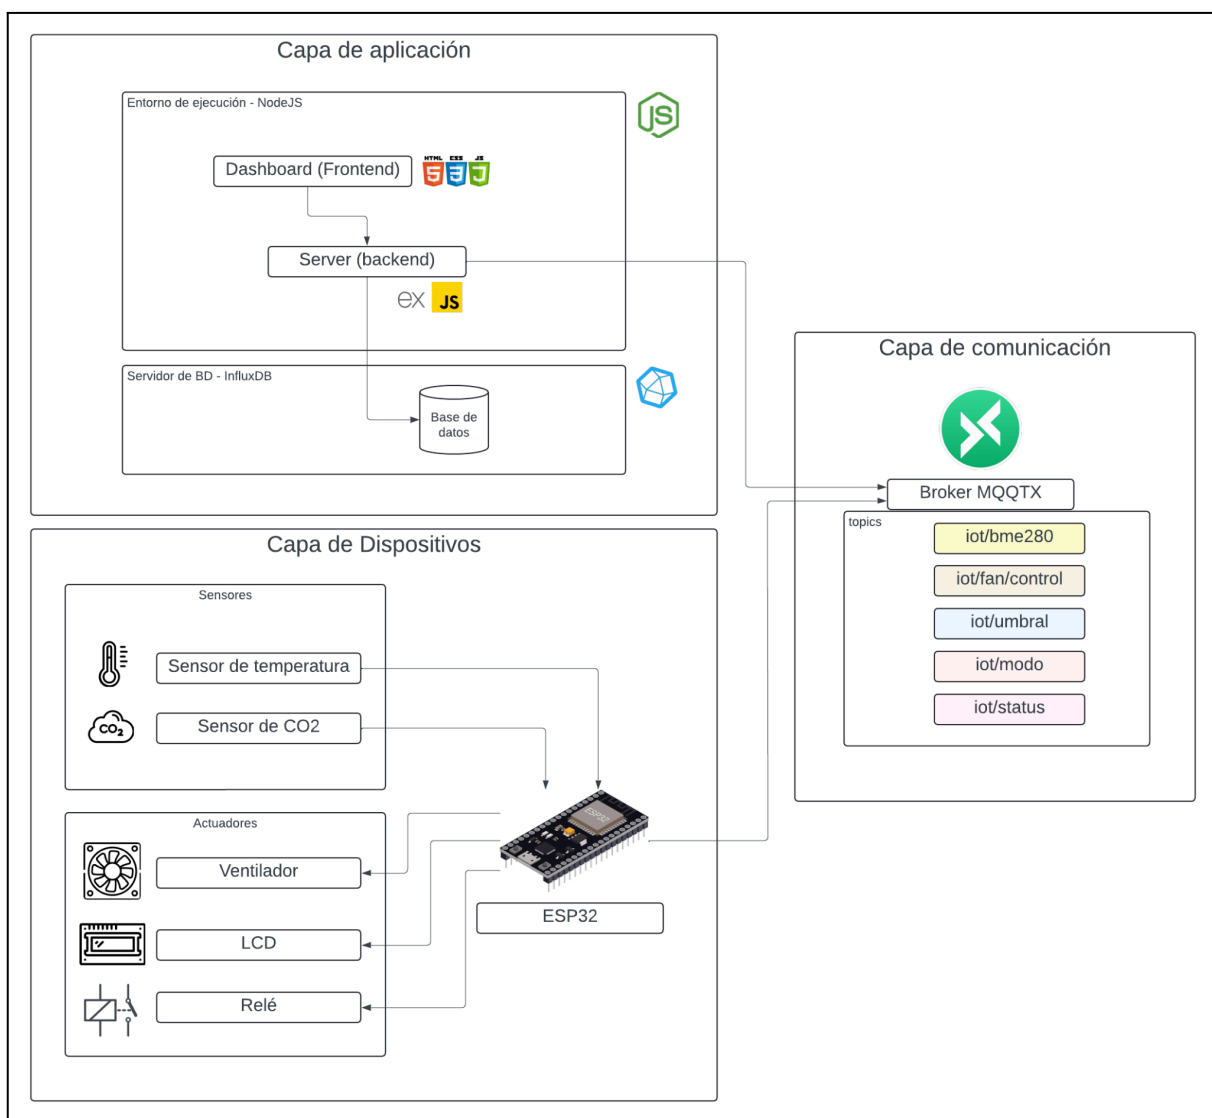 Capa de aplicación
Entorno de ejecución - NodeJS
JS
Dashboard (Frontend)
HTML CSS JS
5 3 J
Server (backend)
ex JS
Servidor de BD - InfluxDB
Base de
datos
Capa de comunicación
Broker MQQTX
topics
iot/bme280
iot/fan/control
iot/umbral
iot/modo
iot/status
Capa de Dispositivos
Sensores
Sensor de temperatura
CO2
Sensor de CO2
Actuadores
Ventilador
LCD
Relé
ESP32
ESP32